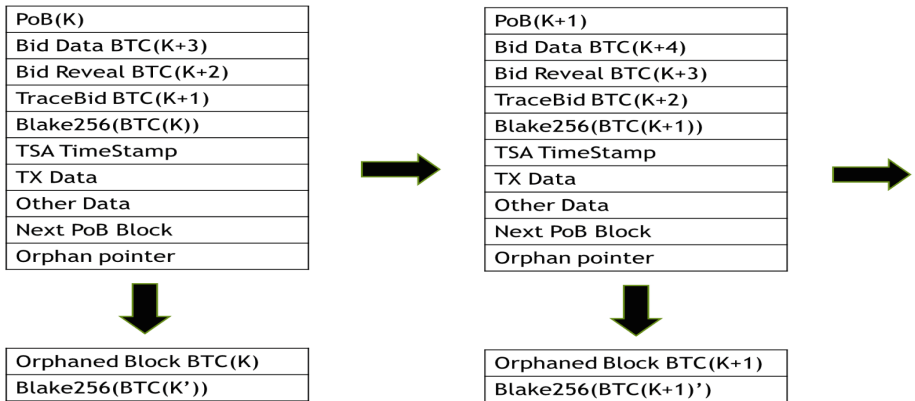 PoB(K)
Bid Data BTC(K+3)
Bid Reveal BTC(K+2)
TraceBid BTC(K+1)
Blake256(BTC(K))
TSA TimeStamp
TX Data
Other Data
Next PoB Block
Orphan pointer
Orphaned Block BTC(K)
Blake256(BTC(K’))
PoB(K+1)
Bid Data BTC(K+4)
Bid Reveal BTC(K+3)
TraceBid BTC(K+2)
Blake256(BTC(K+1))
TSA TimeStamp
TX Data
Other Data
Next PoB Block
Orphan pointer
Orphaned Block BTC(K+1)
Blake256(BTC(K+1)’)